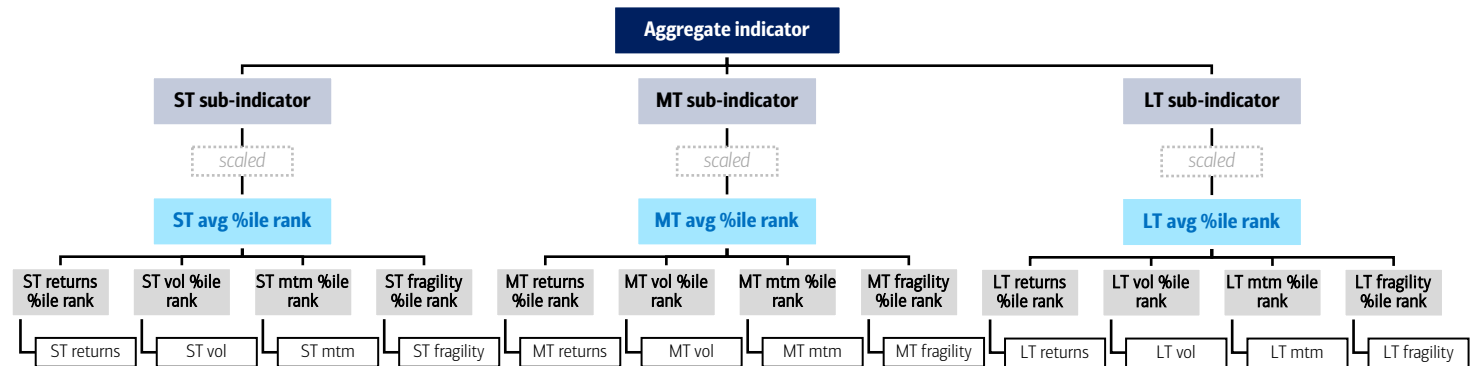 Aggregate indicator
ST sub-indicator
MT sub-indicator
LT sub-indicator
scaled
scaled
scaled
ST avg %ile rank
MT avg %ile rank
LT avg %ile rank
ST returns
%ile rank
ST vol %ile
rank
ST mtm %ile
rank
ST fragility
%ile rank
MT returns
%ile rank
MT vol %ile
rank
MT mtm %ile
rank
MT fragility
%ile rank
LT returns
%ile rank
LT vol %ile
rank
LT mtm %ile
rank
LT fragility
%ile rank
ST returns
ST vol
ST mtm
ST fragility
MT returns
MT vol
MT mtm
MT fragility
LT returns
LT vol
LT mtm
LT fragility